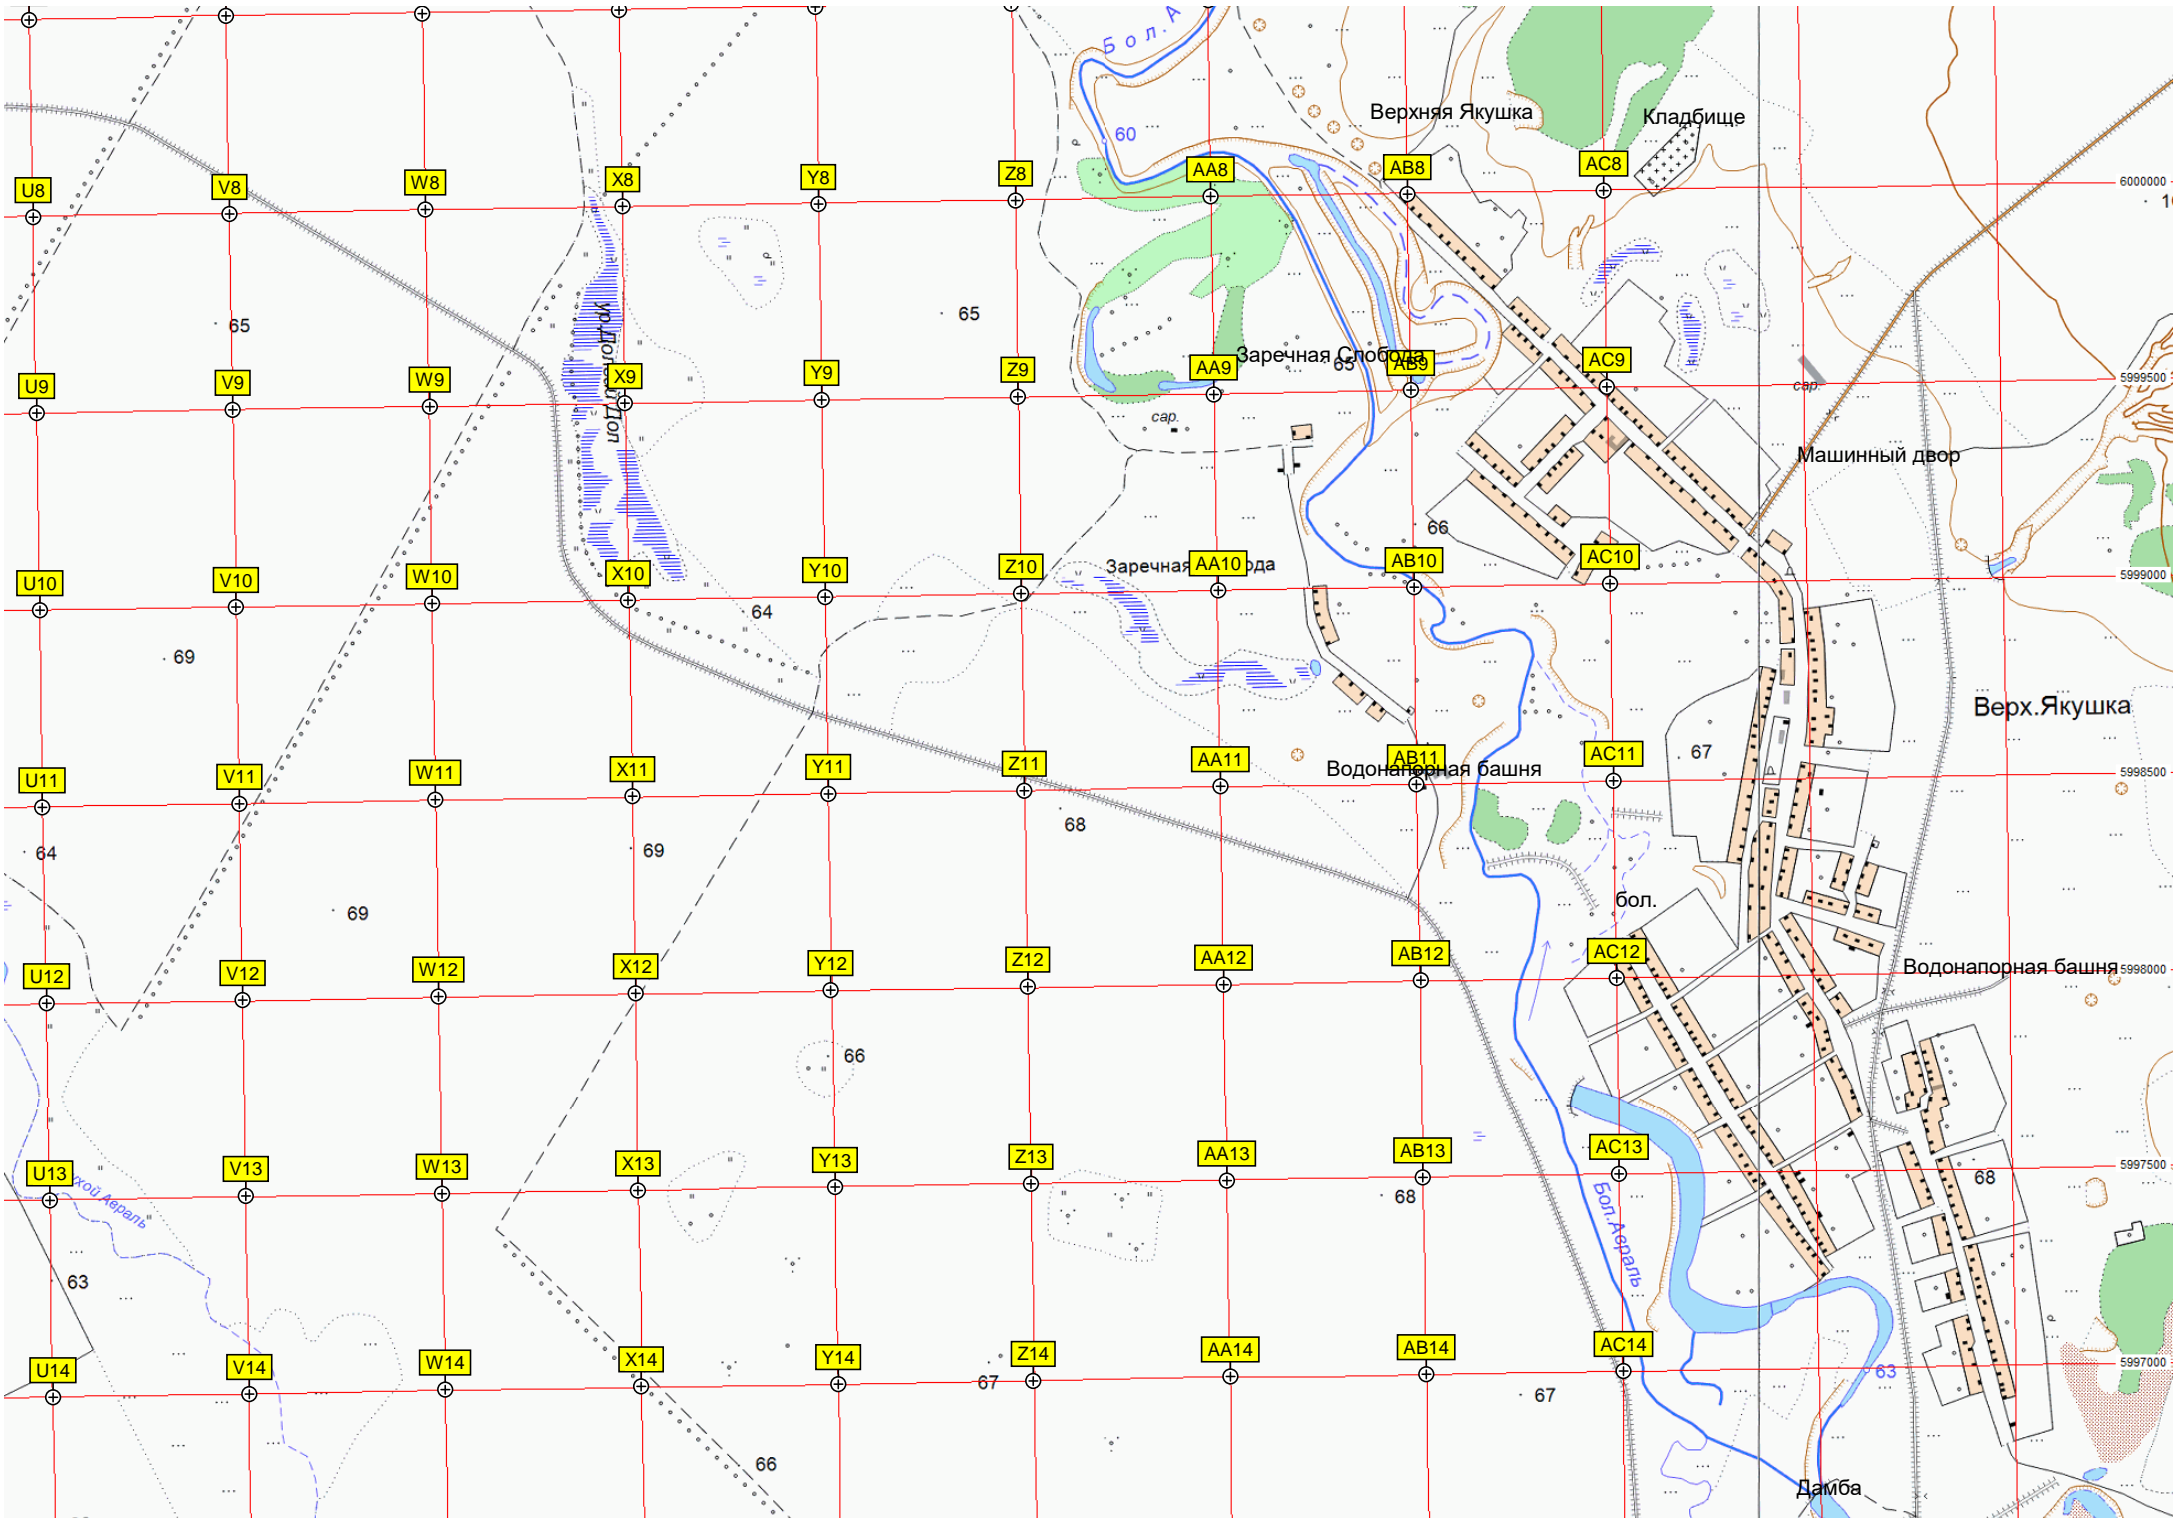 Бол.А
Верхняя Якушка
Кладбище
60
U8
V8
W8
X8
Y8
Z8
AA8
AB8
AC8
6000000
65
65
Заречная Слобода
65
U9
V9
W9
X9
Y9
Z9
AA9
AB9
AC9
сар.
5999500
сар.
Машинный двор
66
U10
V10
W10
X10
Y10
Z10
Заречная
AA10
AB10
AC10
5999000
64
69
Верх.Якушка
67
U11
V11
W11
X11
Y11
Z11
AA11
AB11
AC11
Водонапорная башня
5998500
68
64
69
69
бол.
U12
V12
W12
X12
Y12
Z12
AA12
AB12
AC12
Водонапорная башня
5998000
66
U13
V13
W13
X13
Y13
Z13
AA13
AB13
AC13
5997500
68
68
Авраль
Бол.Авраль
63
U14
V14
W14
X14
Y14
Z14
AA14
AB14
AC14
5997000
67
67
63
66
Дамба